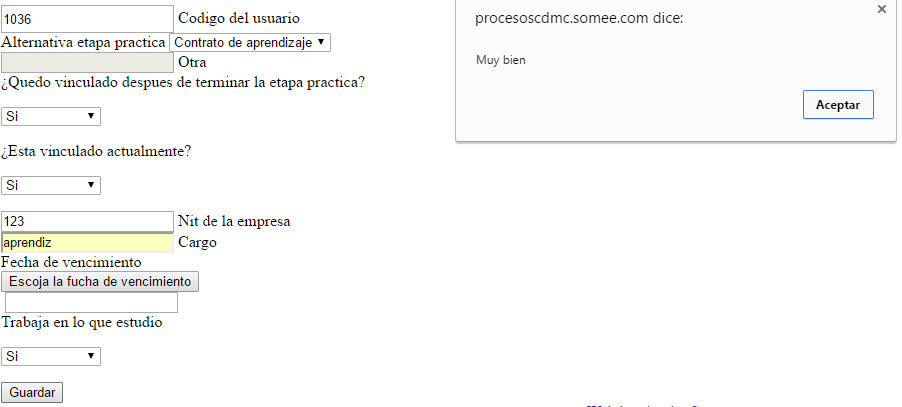 1036 Codigo del usuario
Alternativa etapa practica Contrato de aprendizaje
Otra
¿Quedo vinculado despues de terminar la etapa practica?
Si
¿Esta vinculado actualmente?
Si
123 Nit de la empresa
aprendiz Cargo
Fecha de vencimiento
Escoja la fucha de vencimiento
Trabaja en lo que estudio
Si
Guardar
procesoscdmc.somee.com dice:
Muy bien
Aceptar